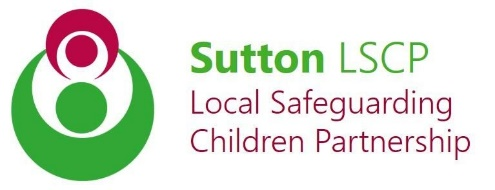 Sutton LSCP
Local Safeguarding
Children Partnership